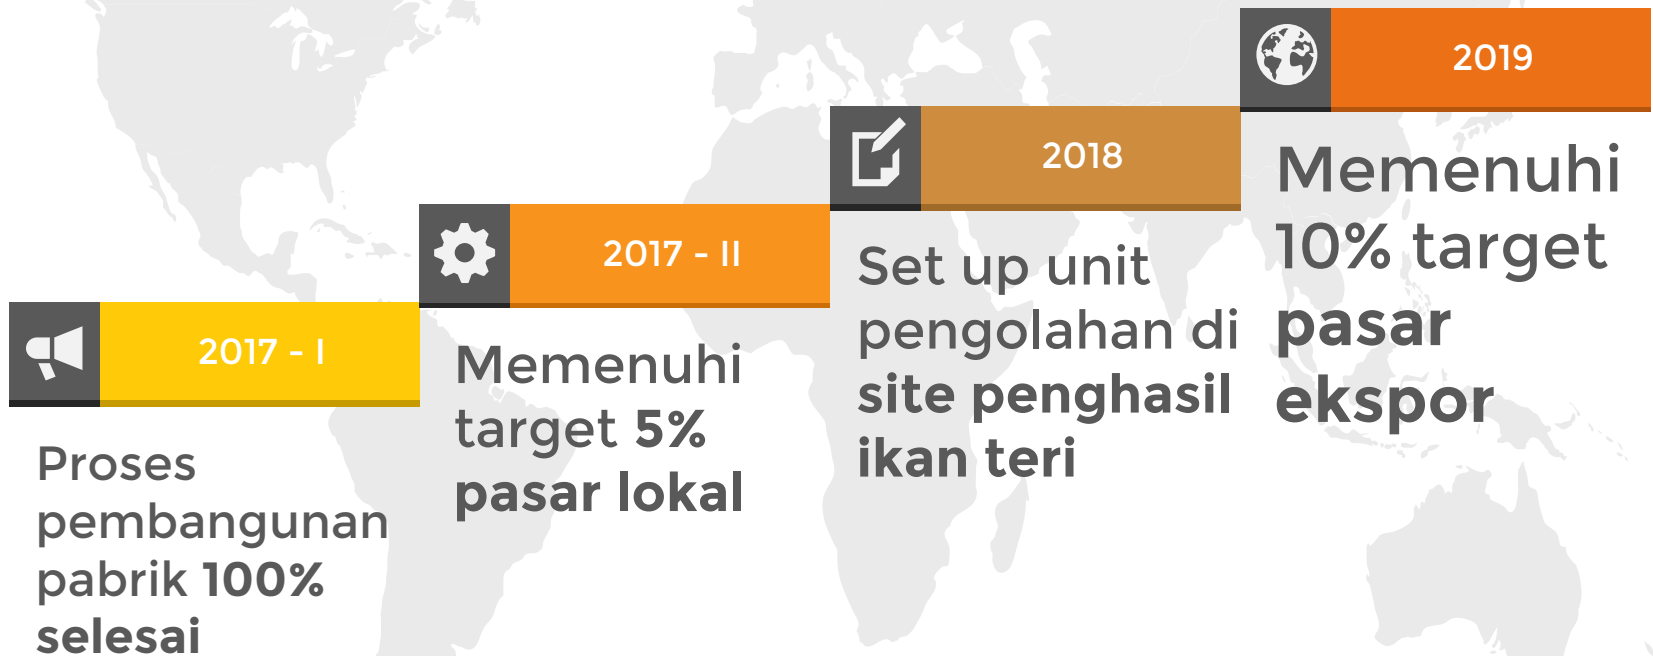 2017 - I
Proses
pembangunan
pabrik 100%
selesai
2017 - II
Memenuhi
target 5%
pasar lokal
2018
Set up unit
pengolahan di
site penghasil
ikan teri
2019
Memenuhi
10% target
pasar
ekspor